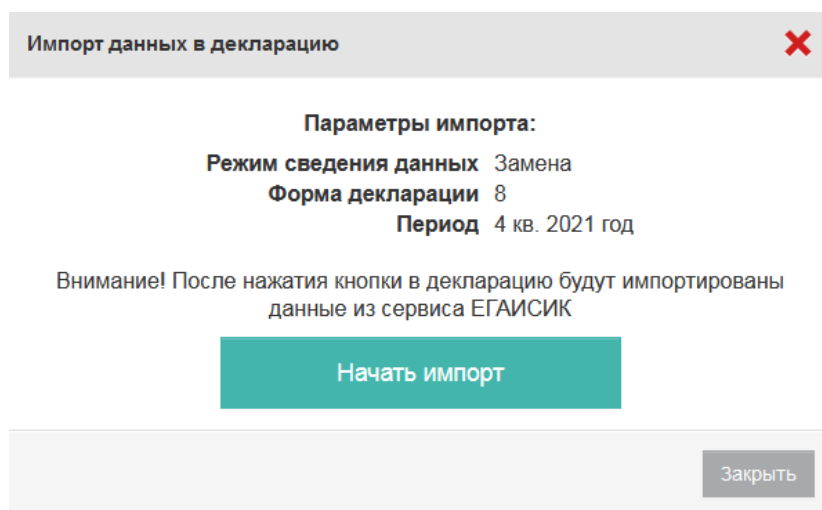 Импорт данных в декларацию
Параметры импорта:
Режим сведения данных Замена
Форма декларации 8
Период 4 кв. 2021 год
Внимание! После нажатия кнопки в декларацию будут импортированы
данные из сервиса ЕГАИСИК
Начать импорт
Закрыть